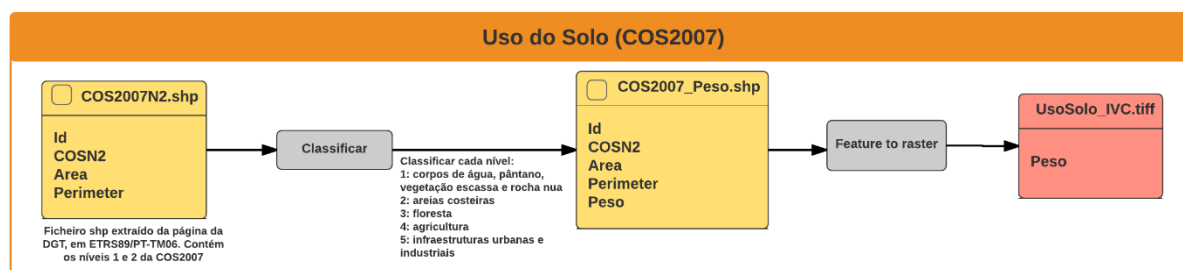 Uso do Solo (COS2007)
COS2007N2.shp
Id
COSN2
Area
Perimeter
Ficheiro shp extraído da página da
DGT, em ETRS89/PT-TM06. Contém
os níveis 1 e 2 da COS2007
Classificar
Classificar cada nível:
1: corpos de água, pântano,
vegetação escassa e rocha nua
2: areias costeiras
3: floresta
4: agricultura
5: infraestruturas urbanas e
industriais
COS2007_Peso.shp
Id
COSN2
Area
Perimeter
Peso
Feature to raster
UsoSolo_IVC.tiff
Peso